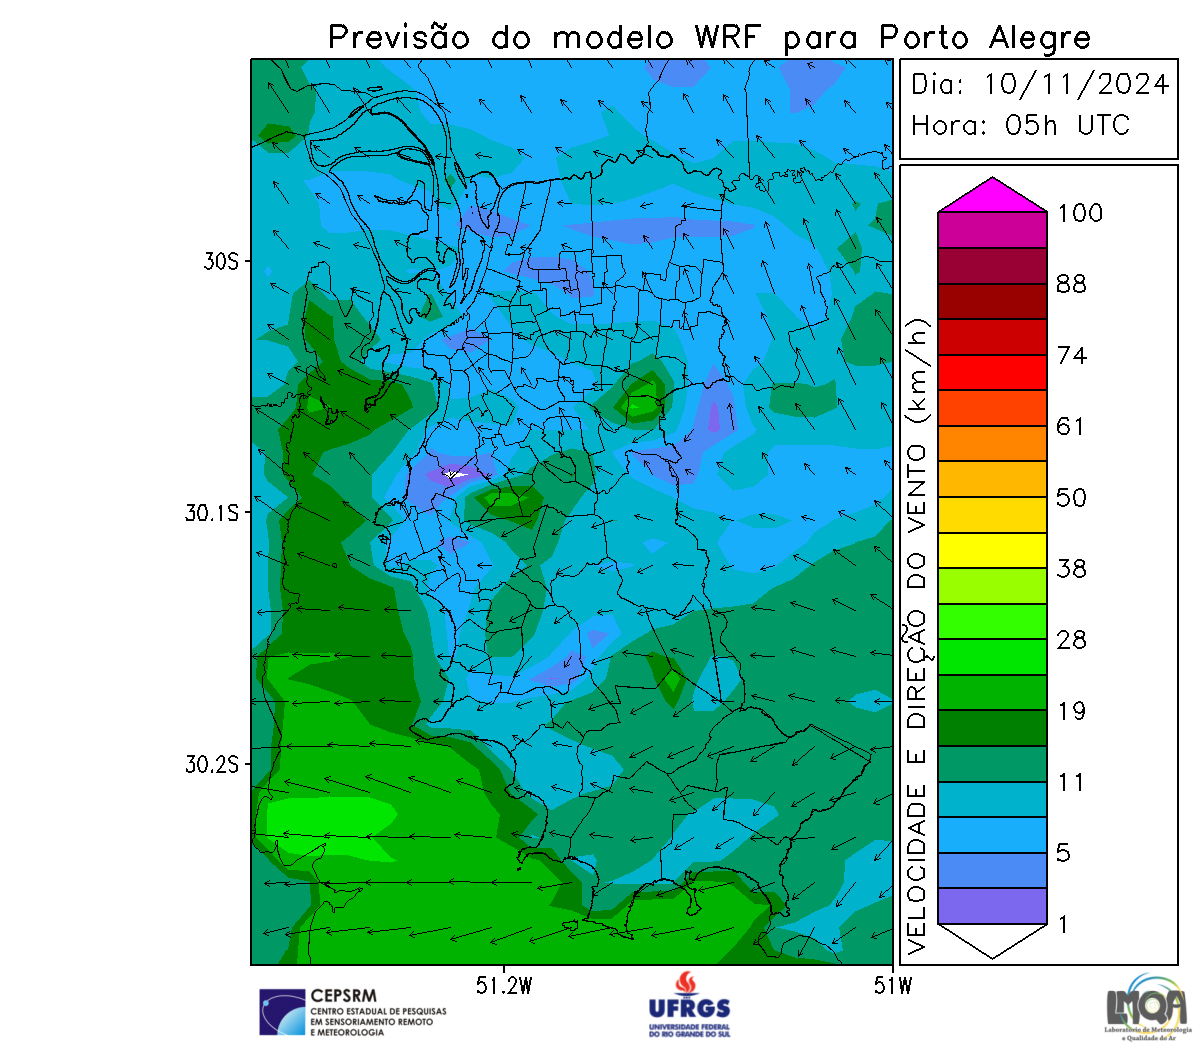 Previsão do modelo WRF para Porto Alegre
Dia: 10/11/2024
Hora: 05h UTC
100
88
74
61
50
38
28
19
11
5
1
VELOCIDADE E DIREÇÃO DO VENTO (km/h)
30S
30.1S
30.2S
51.2W
51W
CEPSRM
CENTRO ESTADUAL DE PESQUISAS
EM SENSORIAMENTO REMOTO
E METEOROLOGIA
UFRGS
UNIVERSIDADE FEDERAL
DO RIO GRANDE DO SUL
LMQA
Laboratório de Meteorologia
e Qualidade do Ar